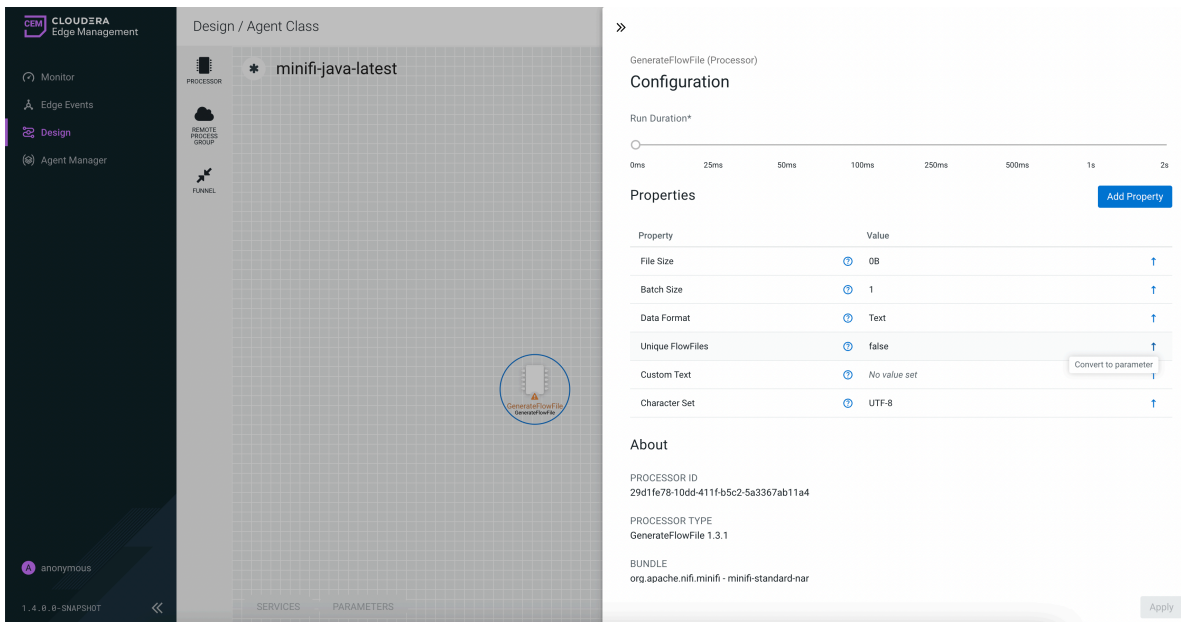 CEM CLOUDERA
Edge Management
Monitor
Edge Events
Design
Agent Manager
A anonymous
1.4.0.0-SNAPSHOT
Design / Agent Class
PROCESSOR
REMOTE
PROCESS
GROUP
FUNNEL
minifi-java-latest
GenerateFlowFile
GenerateFlowFile
SERVICES PARAMETERS
GenerateFlowFile (Processor)
Configuration
Run Duration*
0ms 25ms 50ms 100ms 250ms 500ms 1s 2s
Properties
Add Property
Property Value
File Size ? 0B
Batch Size ? 1
Data Format ? Text
Unique FlowFiles ? false
Convert to parameter
Custom Text ? No value set
Character Set ? UTF-8
About
PROCESSOR ID
29d1fe78-10dd-411f-b5c2-5a3367ab11a4
PROCESSOR TYPE
GenerateFlowFile 1.3.1
BUNDLE
org.apache.nifi.minifi - minifi-standard-nar
Apply